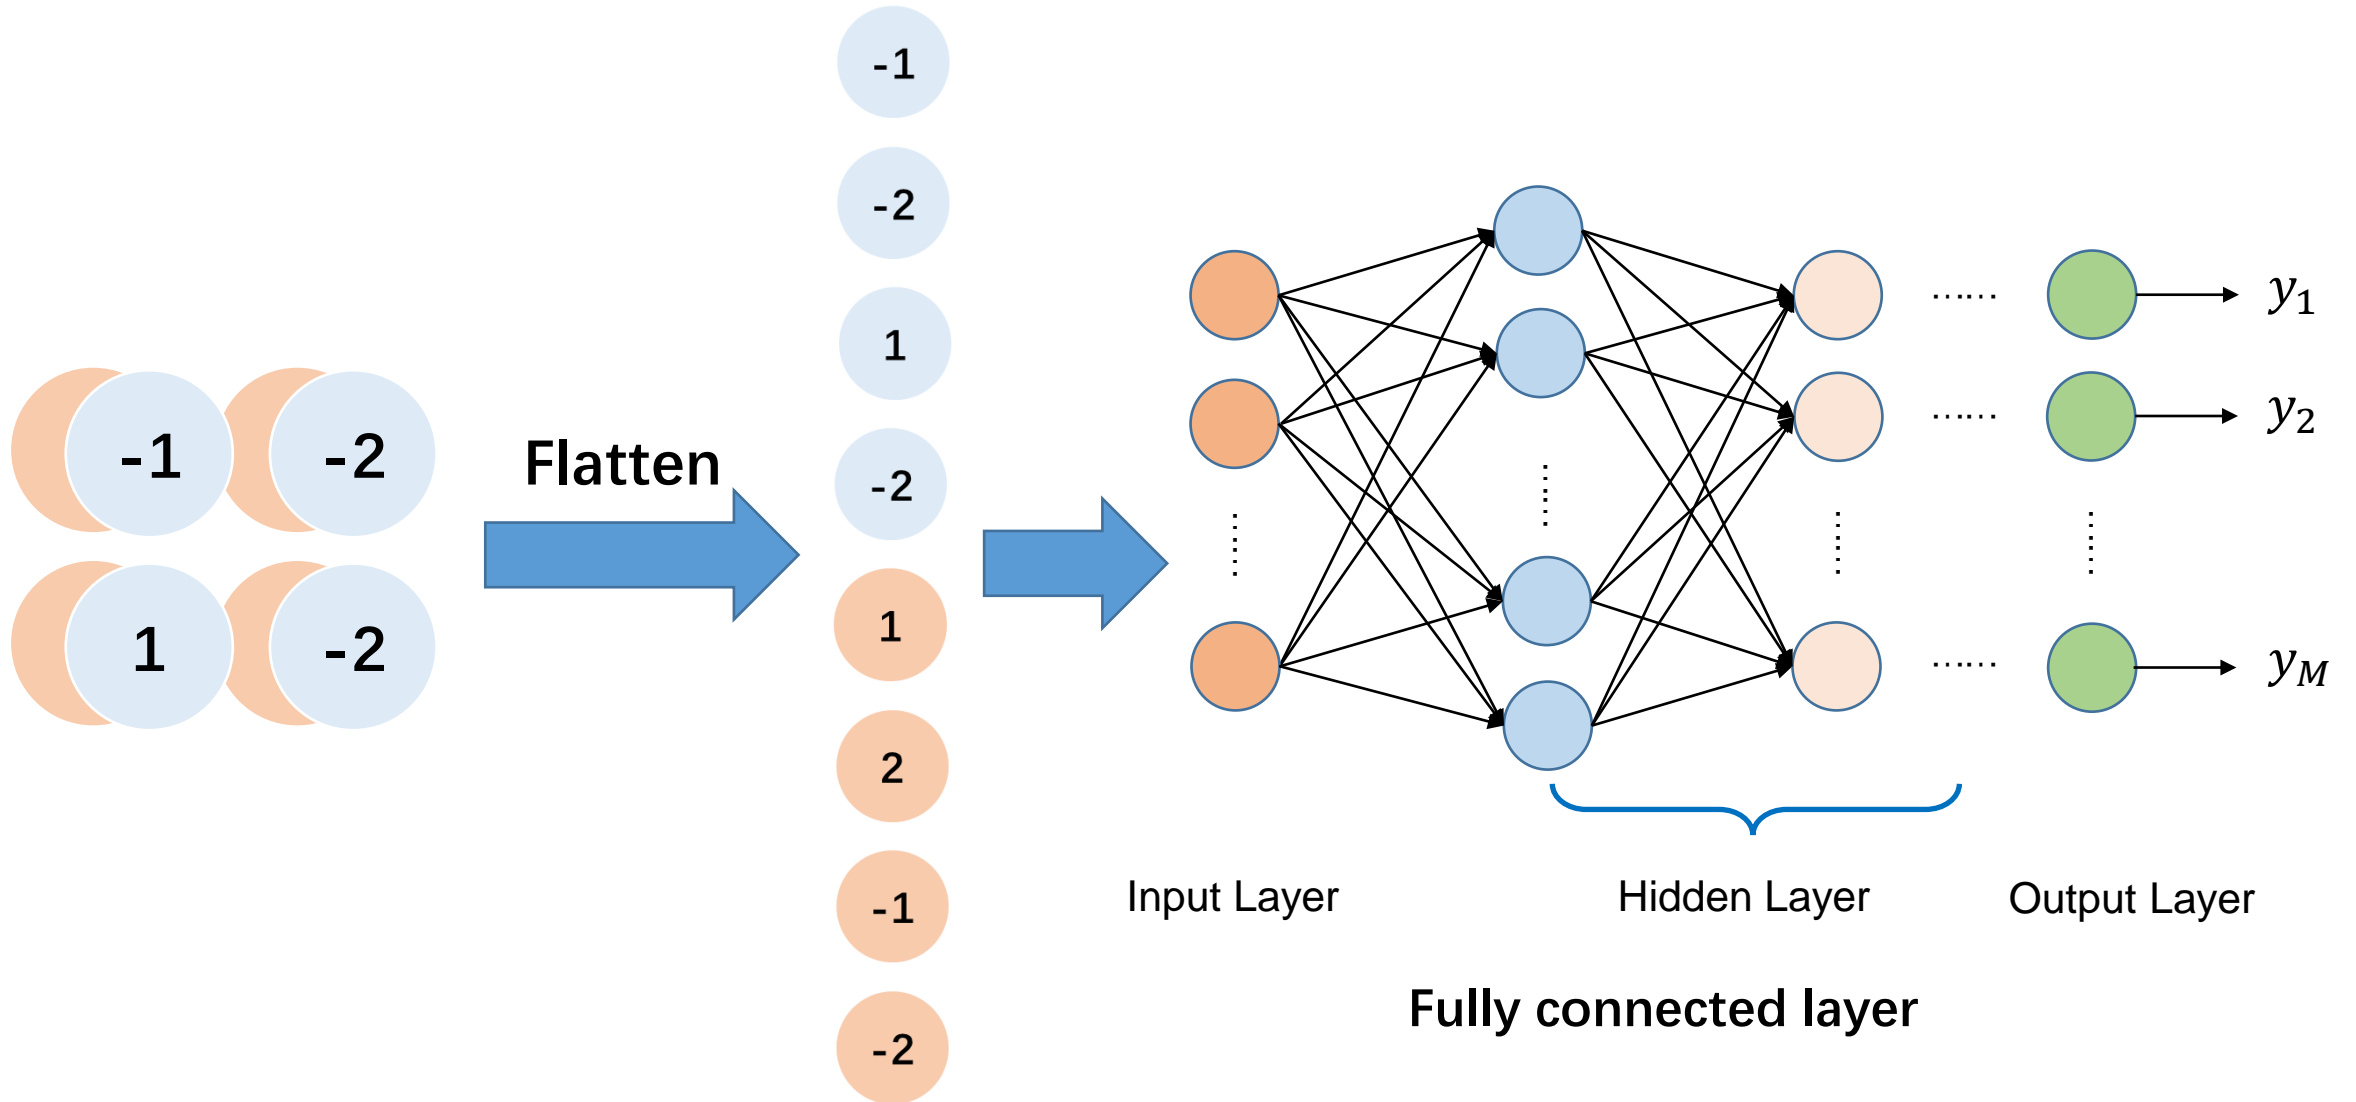 -1
-2
1
-2
Flatten
-1
-2
1
-2
1
2
-1
-2
y₁
y₂
y_M
Input Layer
Hidden Layer
Output Layer
Fully connected layer